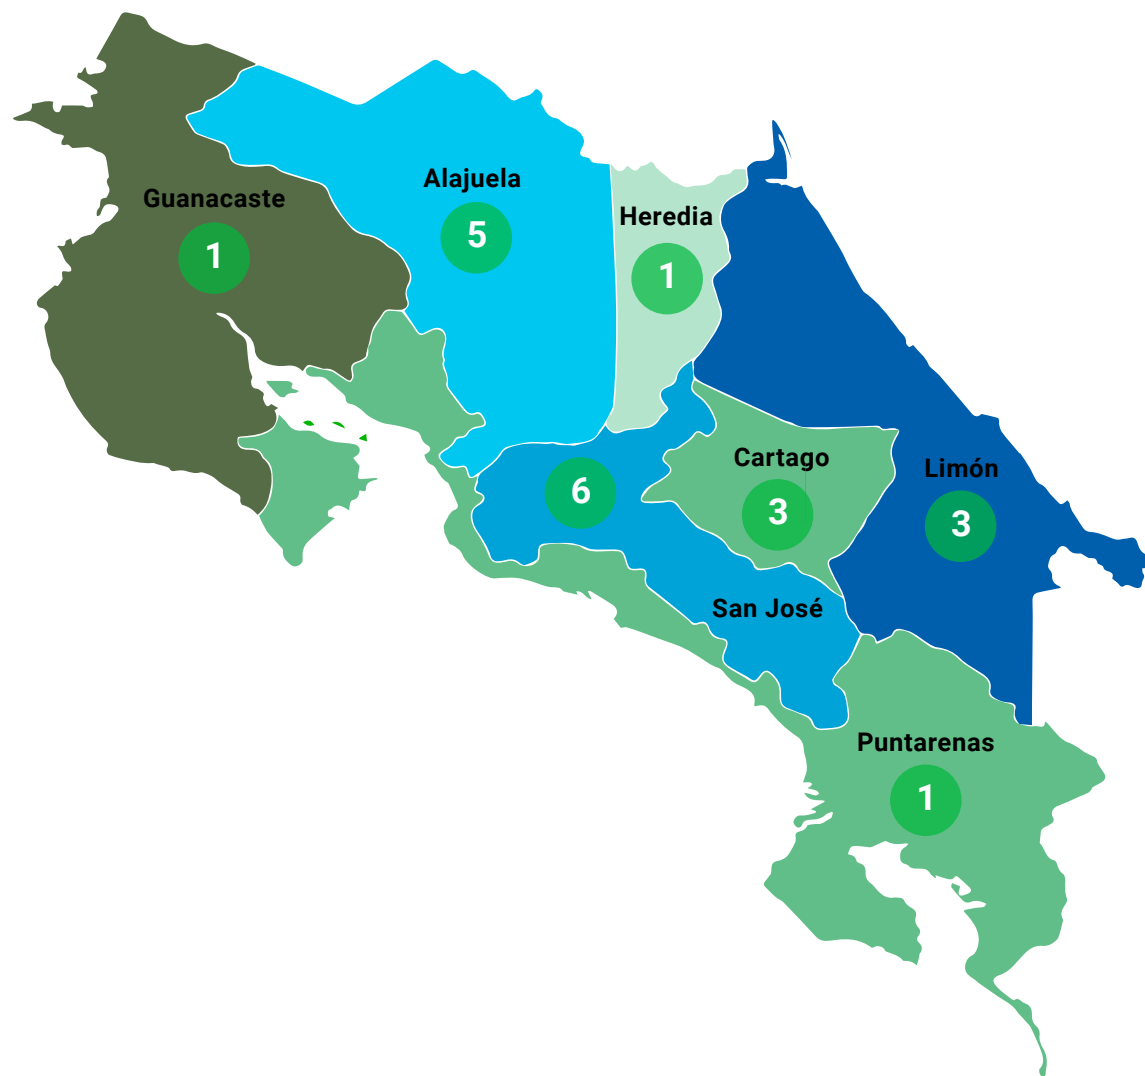 Guanacaste
1
Alajuela
5
Heredia
1
Cartago
3
Limón
3
6
San José
Puntarenas
1